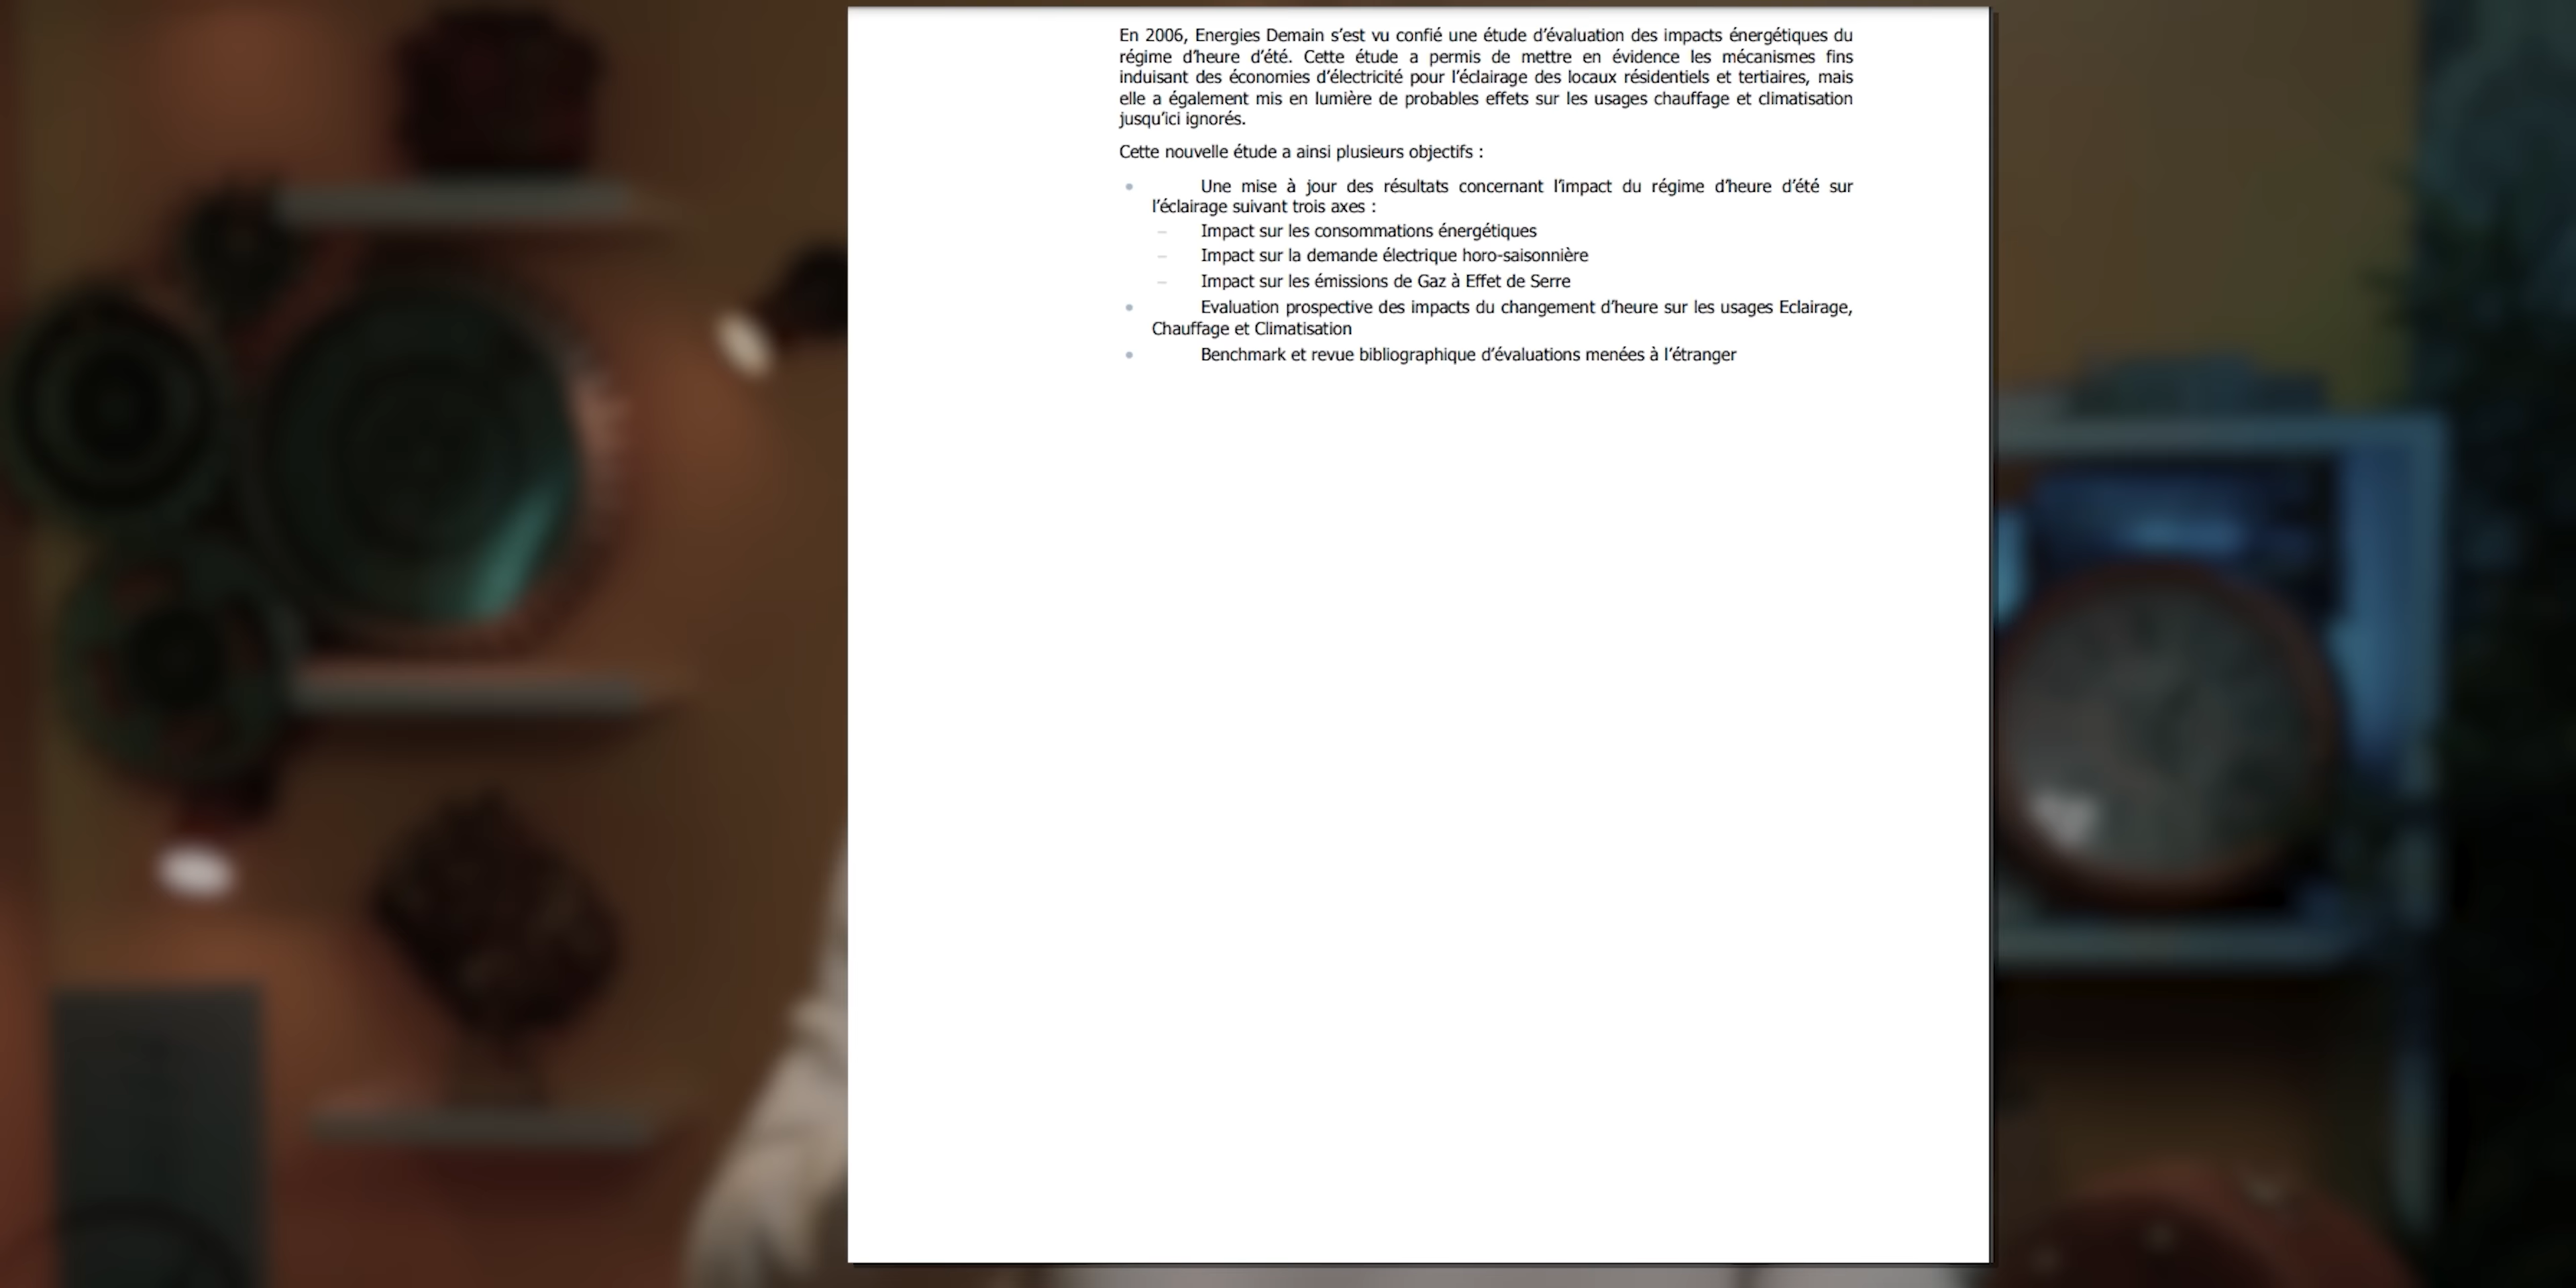 En 2006, Energies Demain s'est vu confié une étude d'évaluation des impacts énergétiques du
régime d'heure d'été. Cette étude a permis de mettre en évidence les mécanismes fins
induisant des économies d'électricité pour l'éclairage des locaux résidentiels et tertiaires, mais
elle a également mis en lumière de probables effets sur les usages chauffage et climatisation
jusqu'ici ignorés.
Cette nouvelle étude a ainsi plusieurs objectifs :
• Une mise à jour des résultats concernant l'impact du régime d'heure d'été sur
l'éclairage suivant trois axes :
– Impact sur les consommations énergétiques
– Impact sur la demande électrique horo-saisonnière
– Impact sur les émissions de Gaz à Effet de Serre
• Evaluation prospective des impacts du changement d'heure sur les usages Eclairage,
Chauffage et Climatisation
• Benchmark et revue bibliographique d'évaluations menées à l'étranger